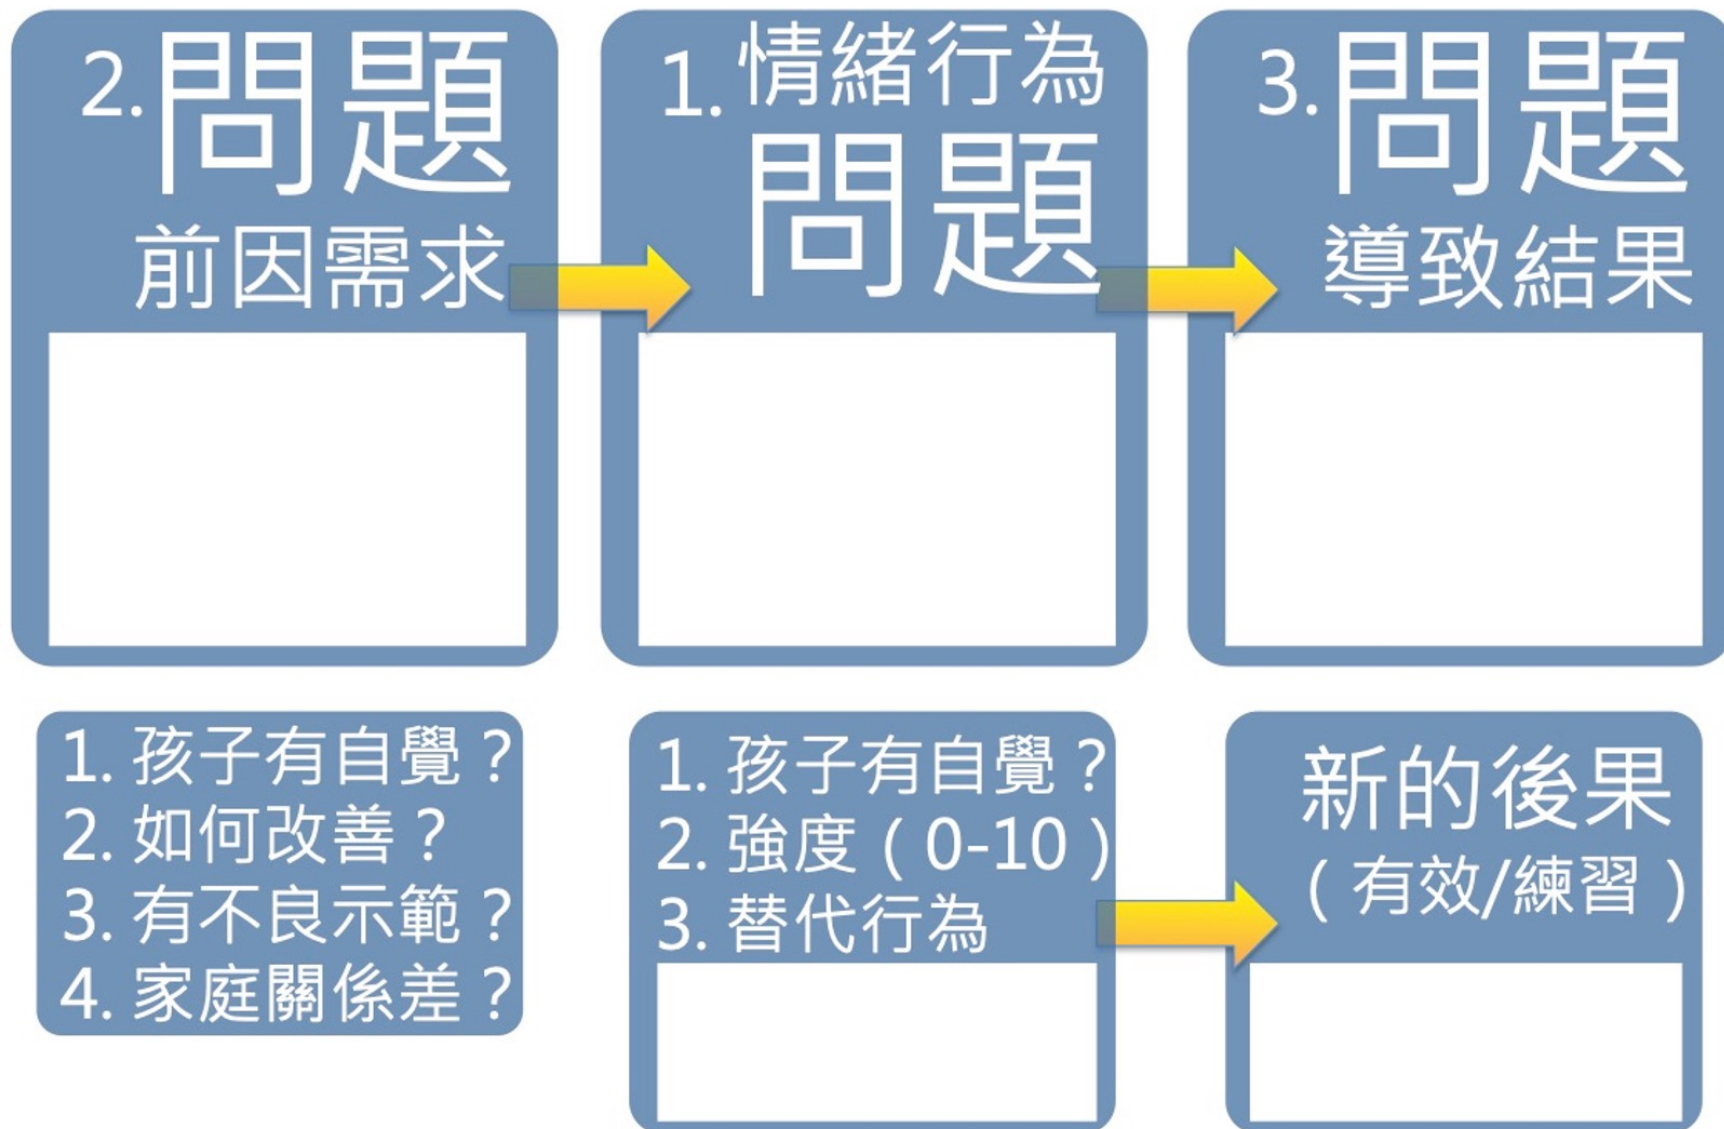 2. 問題
前因需求
1. 情緒行為
問題
3. 問題
導致結果
1. 孩子有自覺？
2. 如何改善？
3. 有不良示範？
4. 家庭關係差？
1. 孩子有自覺？
2. 強度（0-10）
3. 替代行為
新的後果
（有效/練習）